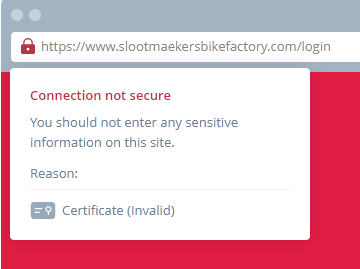 https://www.slootmaekersbikefactory.com/login
Connection not secure
You should not enter any sensitive
information on this site.
Reason:
Certificate (Invalid)